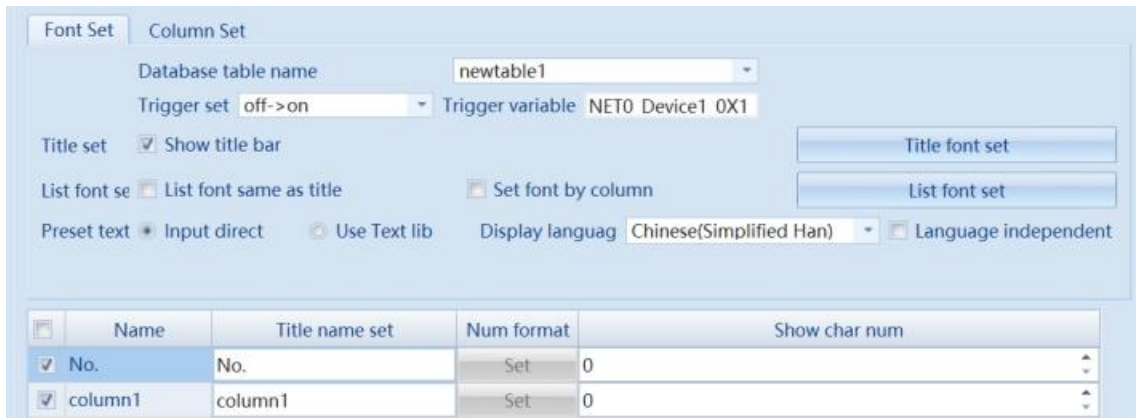 Font Set Column Set
Database table name newtable1
Trigger set off->on Trigger variable NET0 Device1 0X1
Title set Show title bar Title font set
List font se List font same as title Set font by column List font set
Preset text Input direct Use Text lib Display languag Chinese(Simplified Han) Language independent
Name Title name set Num format Show char num
No. No. Set 0
column1 column1 Set 0